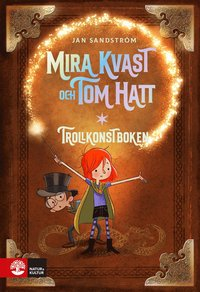 JAN SANDSTRÖM
MIRA KVAST
OCH TOM HATT
TROLLKONSTBOKEN
NATUR &
KULTUR